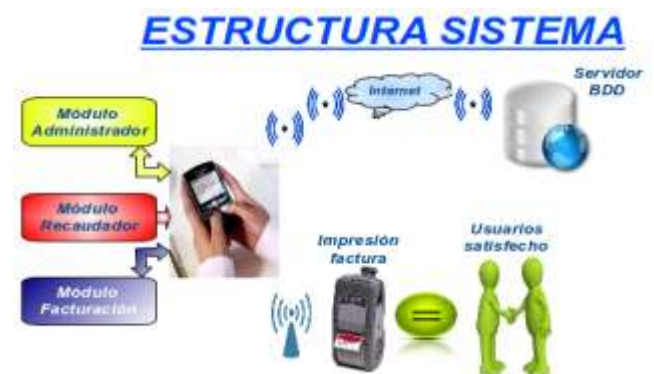 ESTRUCTURA SISTEMA
Servidor
BDD
Internet
Módulo
Administrador
Módulo
Recaudador
Módulo
Facturación
Impresión
factura
Usuarios
satisfecho
=